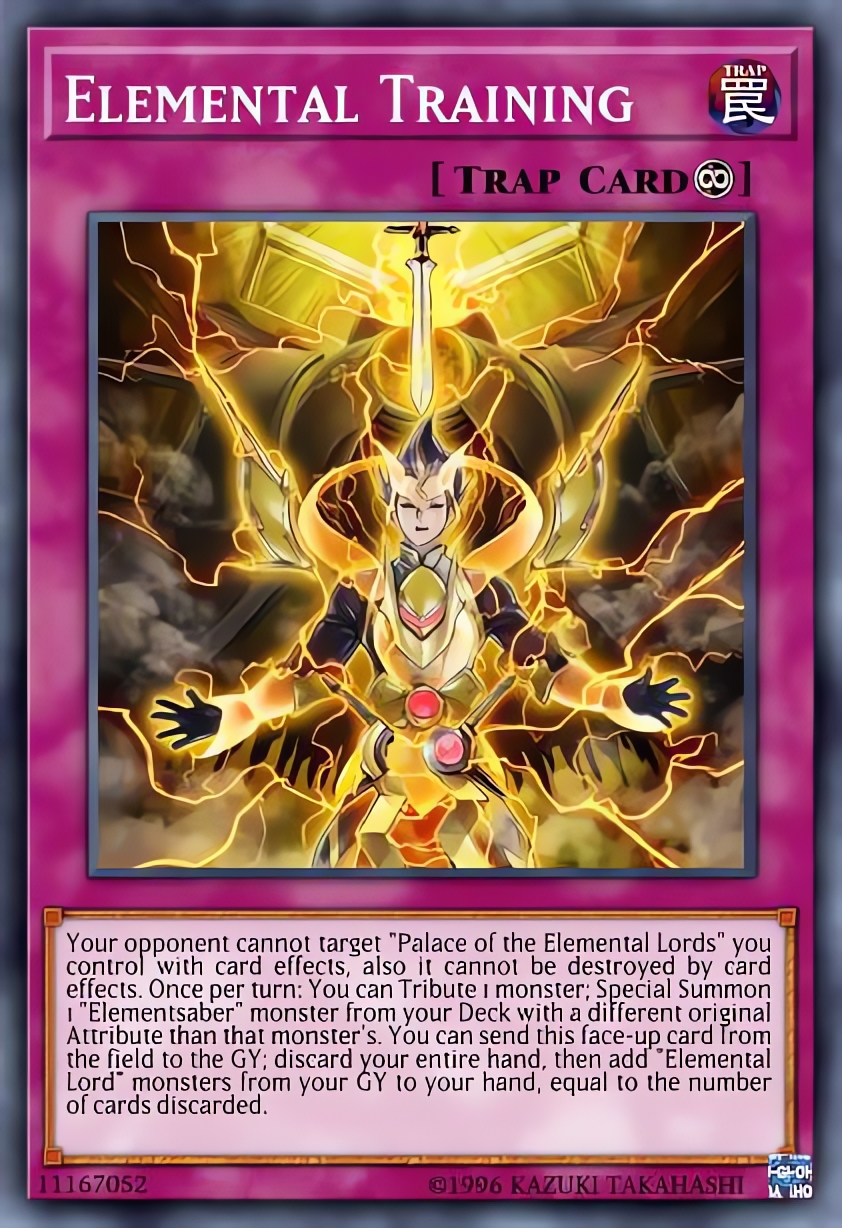 Elemental Training
TRAP
罠
[ Trap Card ]
Your opponent cannot target "Palace of the Elemental Lords" you
control with card effects, also it cannot be destroyed by card
effects. Once per turn: You can Tribute 1 monster; Special Summon
1 "Elementsaber" monster from your Deck with a different original
Attribute than that monster's. You can send this face-up card from
the field to the GY; discard your entire hand, then add "Elemental
Lord" monsters from your GY to your hand, equal to the number
of cards discarded.
11167052 ©1996 KAZUKI TAKAHASHI